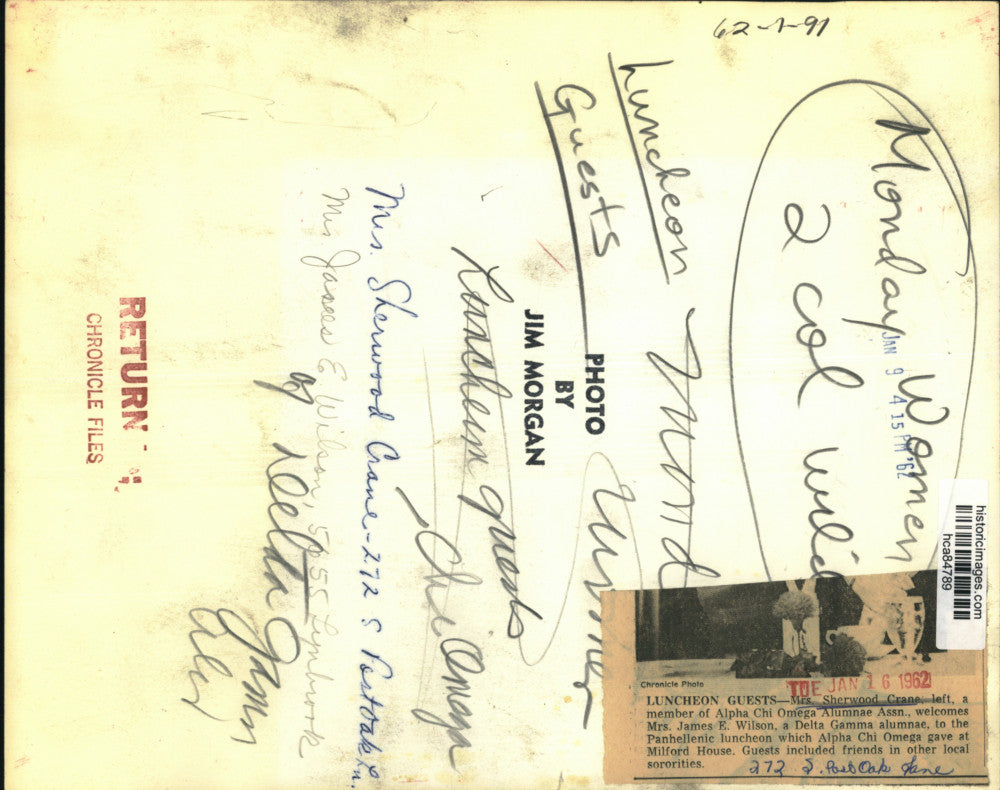 62-1-91
Monday Women
2 col wide
JAN 9 4 15 PM '62
Luncheon
Guests
PHOTO
BY
JIM MORGAN
Luncheon guests
Chi Omega
Mrs. Sherwood Crane - 272 S Postoak Ln.
Mrs James E Wilson, 5055 Lynbrook
of Delta Gamma
RETURN
CHRONICLE FILES
historicimages.com
hca84789
Chronicle Photo
TUE JAN 16 1962
LUNCHEON GUESTS—Mrs. Sherwood Crane, left, a
member of Alpha Chi Omega Alumnae Assn., welcomes
Mrs. James E. Wilson, a Delta Gamma alumnae, to the
Panhellenic luncheon which Alpha Chi Omega gave at
Milford House. Guests included friends in other local
sororities.
272 S. Post Oak Lane